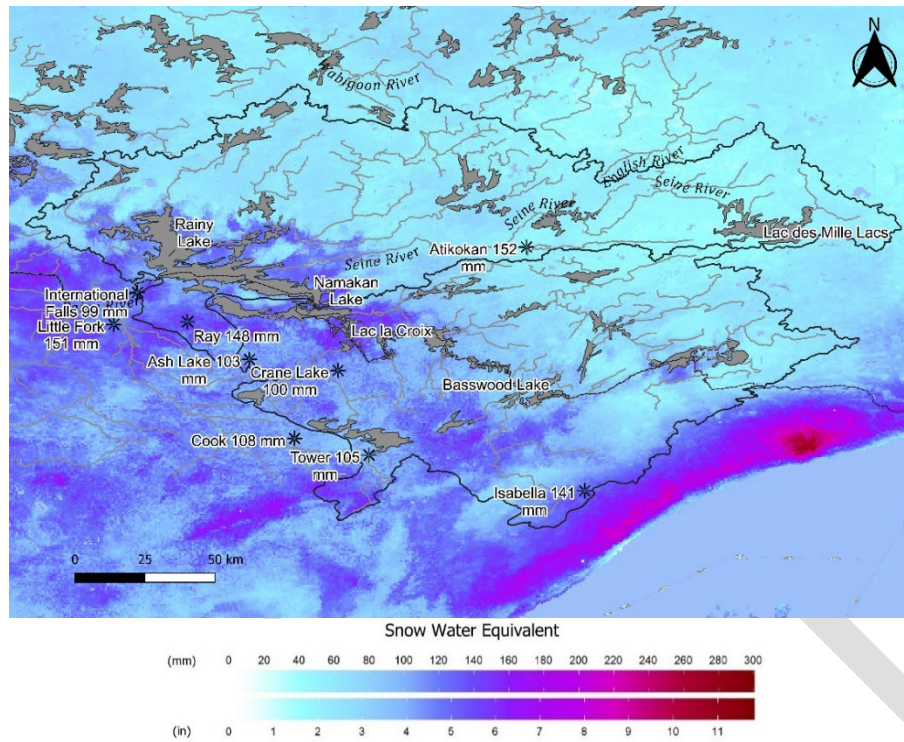 N
Wabigoon River
English River
Seine River
Seine River
Rainy
Lake
Lac des Mille Lacs
Atikokan 152
mm
Seine River
Namakan
Lake
International
Falls 99 mm
River
Little Fork
151 mm
Ray 148 mm
Lac la Croix
Ash Lake 103
mm
Crane Lake
100 mm
Basswood Lake
Cook 108 mm
Tower 105
mm
Isabella 141
mm
0 25 50 km
Snow Water Equivalent
(mm) 0 20 40 60 80 100 120 140 160 180 200 220 240 260 280 300
(in) 0 1 2 3 4 5 6 7 8 9 10 11